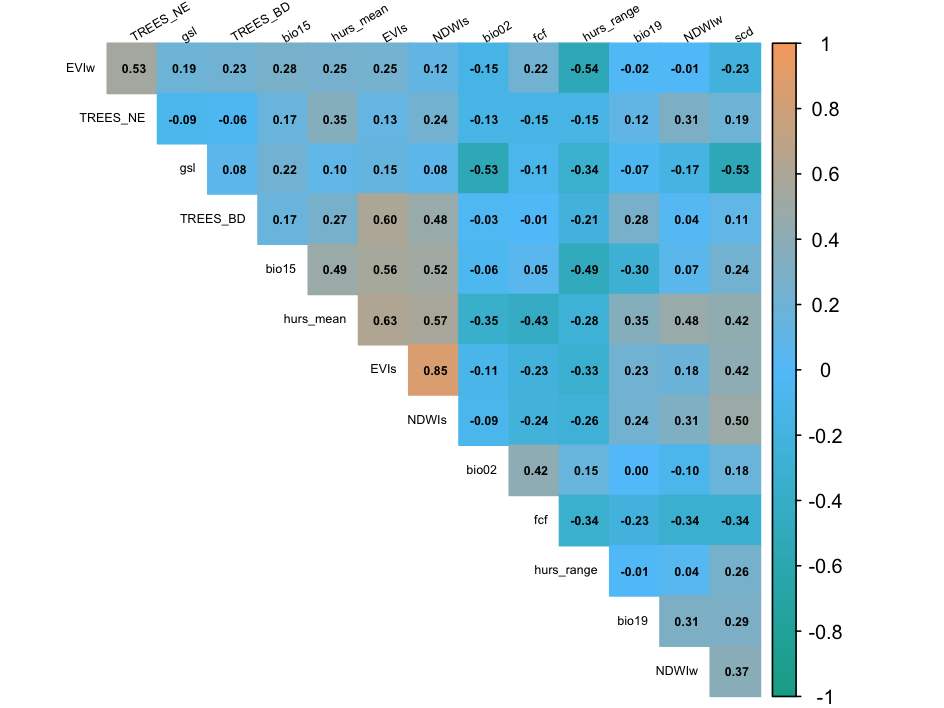 TREES_NE gsl TREES_BD bio15 hurs_mean EVIs NDWIs bio02 fcf hurs_range bio19 NDWIw scd
EVIw 0.53 0.19 0.23 0.28 0.25 0.25 0.12 -0.15 0.22 -0.54 -0.02 -0.01 -0.23
TREES_NE -0.09 -0.06 0.17 0.35 0.13 0.24 -0.13 -0.15 -0.15 0.12 0.31 0.19
gsl 0.08 0.22 0.10 0.15 0.08 -0.53 -0.11 -0.34 -0.07 -0.17 -0.53
TREES_BD 0.17 0.27 0.60 0.48 -0.03 -0.01 -0.21 0.28 0.04 0.11
bio15 0.49 0.56 0.52 -0.06 0.05 -0.49 -0.30 0.07 0.24
hurs_mean 0.63 0.57 -0.35 -0.43 -0.28 0.35 0.48 0.42
EVIs 0.85 -0.11 -0.23 -0.33 0.23 0.18 0.42
NDWIs -0.09 -0.24 -0.26 0.24 0.31 0.50
bio02 0.42 0.15 0.00 -0.10 0.18
fcf -0.34 -0.23 -0.34 -0.34
hurs_range -0.01 0.04 0.26
bio19 0.31 0.29
NDWIw 0.37
1
0.8
0.6
0.4
0.2
0
-0.2
-0.4
-0.6
-0.8
-1